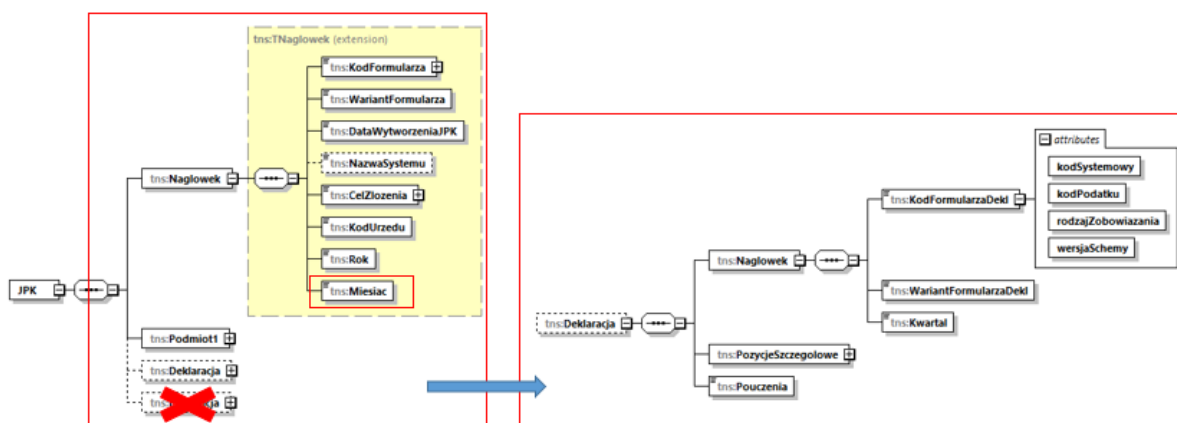 tns:TNaglowek (extension)
tns:KodFormularza
tns:WariantFormularza
tns:DataWytworzeniaJPK
tns:NazwaSystemu
tns:CelZlozenia
tns:KodUrzedu
tns:Rok
tns:Miesiac
tns:Naglowek
JPK
tns:Podmiot1
tns:Deklaracja
attributes
kodSystemowy
kodPodatku
rodzajZobowiazania
wersjaSchemy
tns:KodFormularzaDekl
tns:Naglowek
tns:WariantFormularzaDekl
tns:Kwartal
tns:Deklaracja
tns:PozycjeSzczegolowe
tns:Pouczenia